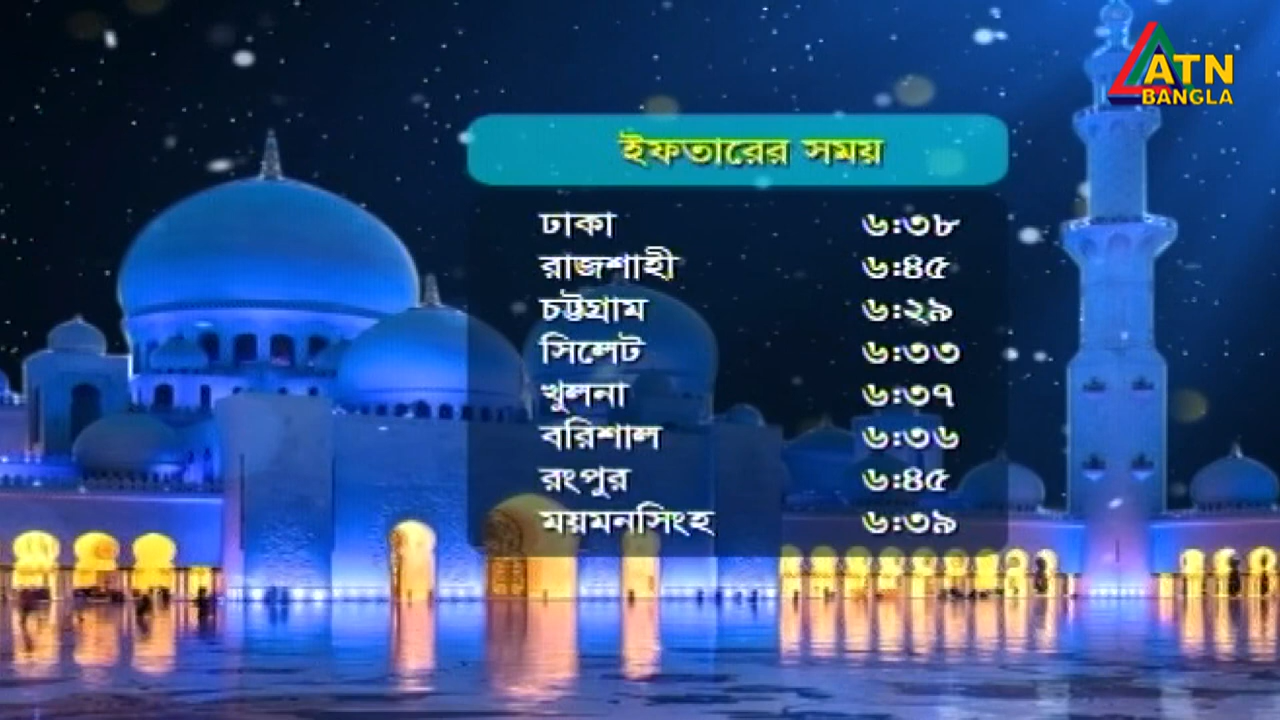 ATN
BANGLA
ইফতারের সময়
ঢাকা ৬:৩৮
রাজশাহী ৬:৪৫
চট্টগ্রাম ৬:২৯
সিলেট ৬:৩৩
খুলনা ৬:৩৭
বরিশাল ৬:৩৬
রংপুর ৬:৪৫
ময়মনসিংহ ৬:৩৯